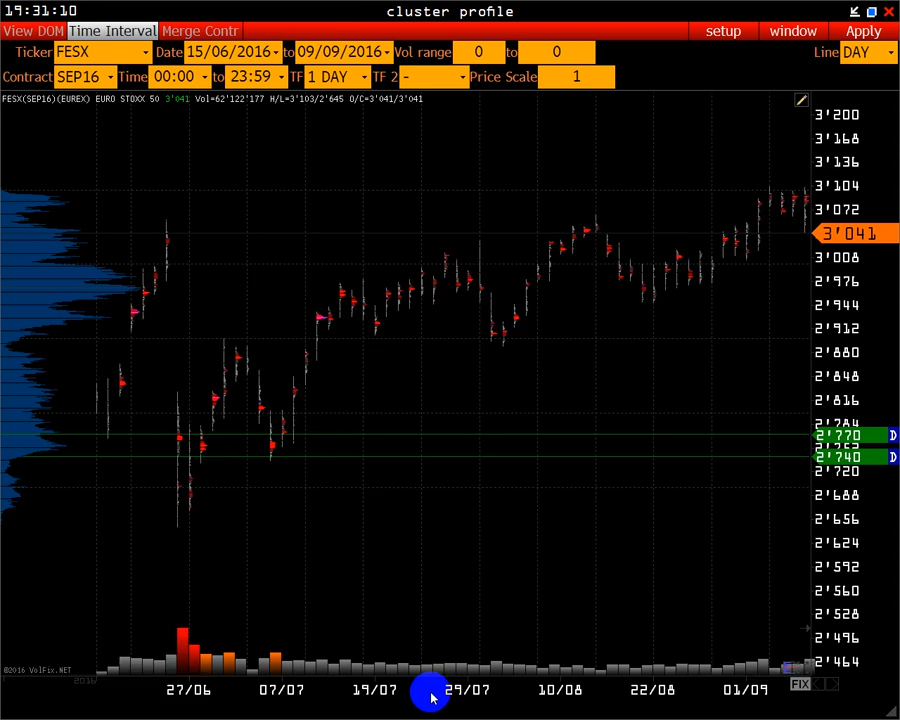 19:31:10 cluster profile
View DOM Time Interval Merge Contr setup window Apply
Ticker FESX Date 15/06/2016 to 09/09/2016 Vol range 0 to 0 Line DAY
Contract SEP16 Time 00:00 to 23:59 TF 1 DAY TF 2 - Price Scale 1
FESX(SEP16)(EUREX) EURO STOXX 50 3'041 Vol=62'122'177 H/L=3'103/2'645 O/C=3'041/3'041
3'200
3'168
3'136
3'104
3'072
3'041
3'008
2'976
2'944
2'912
2'880
2'848
2'816
2'784
2'770 D
2'752
2'740 D
2'720
2'688
2'656
2'624
2'592
2'560
2'528
2'496
2'464
©2016 VolFix.NET
2016
FIX
27/06 07/07 19/07 29/07 10/08 22/08 01/09